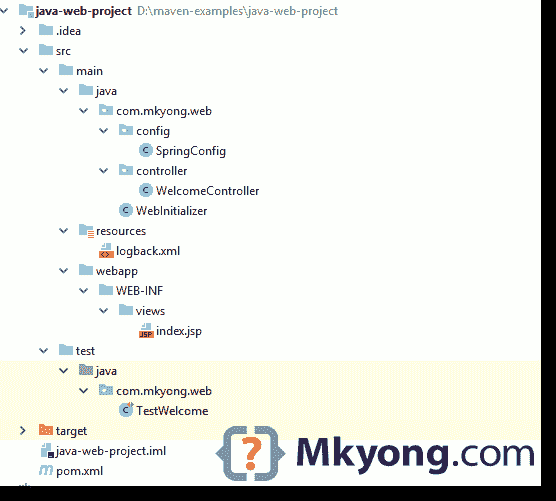 java-web-project D:\maven-examples\java-web-project
.idea
src
main
java
com.mkyong.web
config
SpringConfig
controller
WelcomeController
WebInitializer
resources
logback.xml
webapp
WEB-INF
views
index.jsp
test
java
com.mkyong.web
TestWelcome
target
java-web-project.iml
pom.xml
Mkyong.com